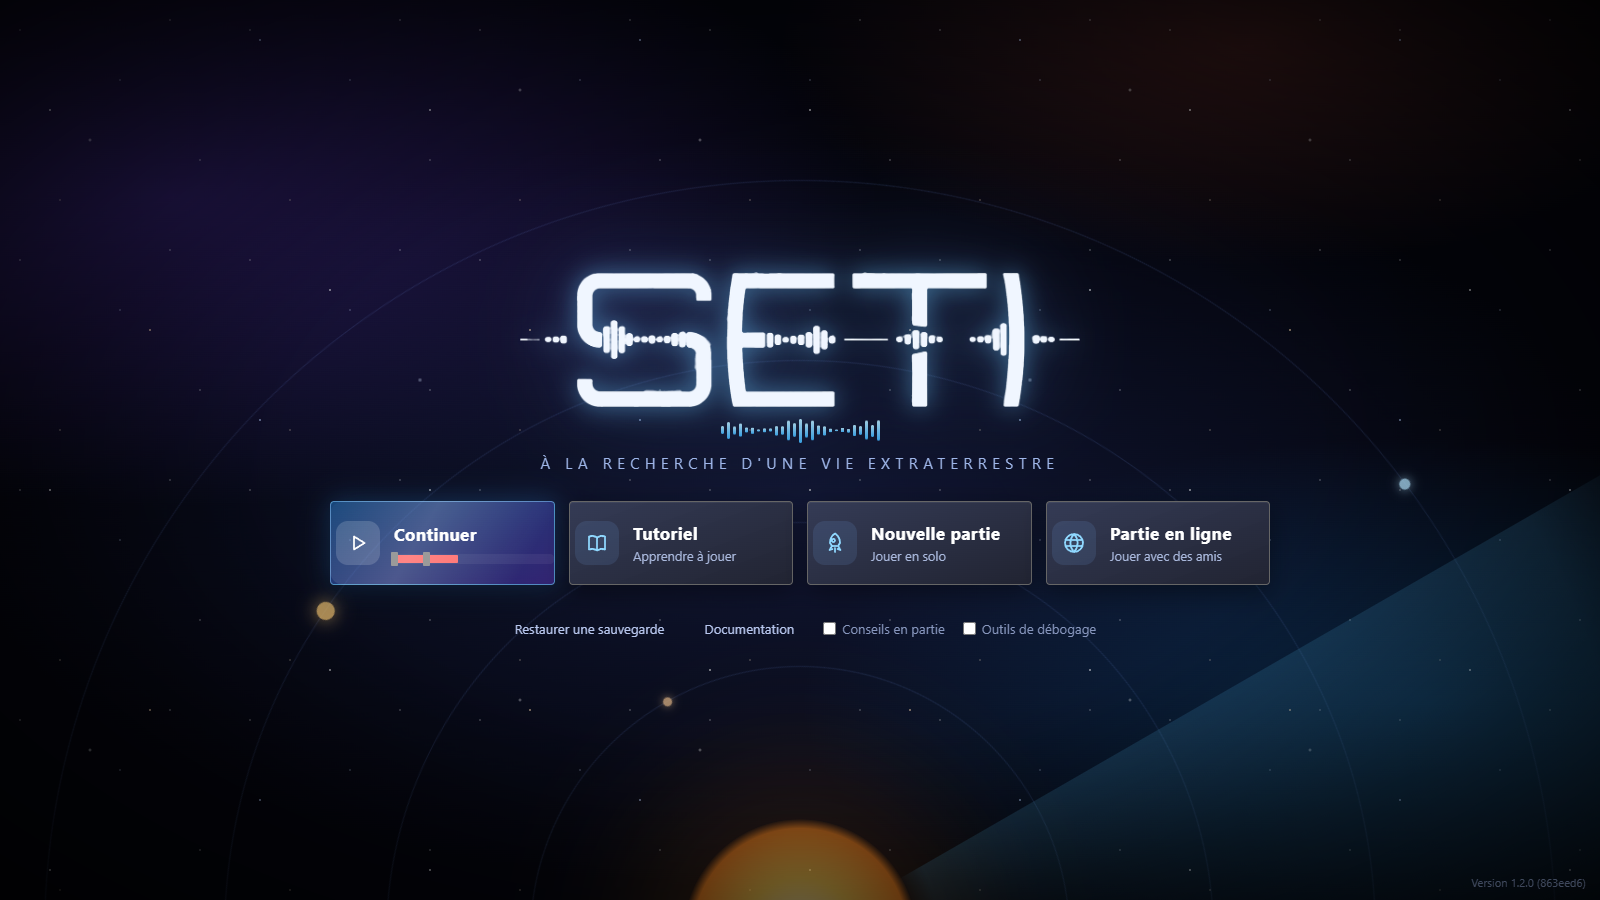 SETI
À LA RECHERCHE D'UNE VIE EXTRATERRESTRE
Continuer
Tutoriel
Apprendre à jouer
Nouvelle partie
Jouer en solo
Partie en ligne
Jouer avec des amis
Restaurer une sauvegarde
Documentation
Conseils en partie
Outils de débogage
Version 1.2.0 (863eed6)